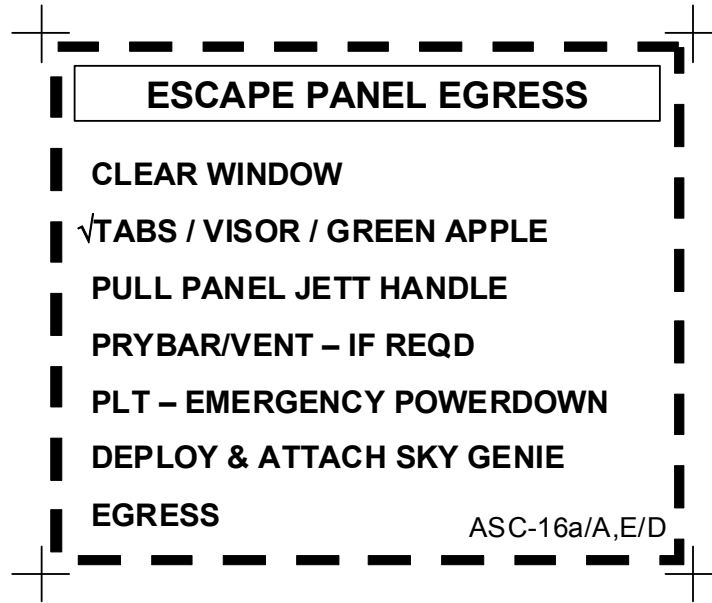 ESCAPE PANEL EGRESS
CLEAR WINDOW
√TABS / VISOR / GREEN APPLE
PULL PANEL JETT HANDLE
PRYBAR/VENT – IF REQD
PLT – EMERGENCY POWERDOWN
DEPLOY & ATTACH SKY GENIE
EGRESS
ASC-16a/A,E/D